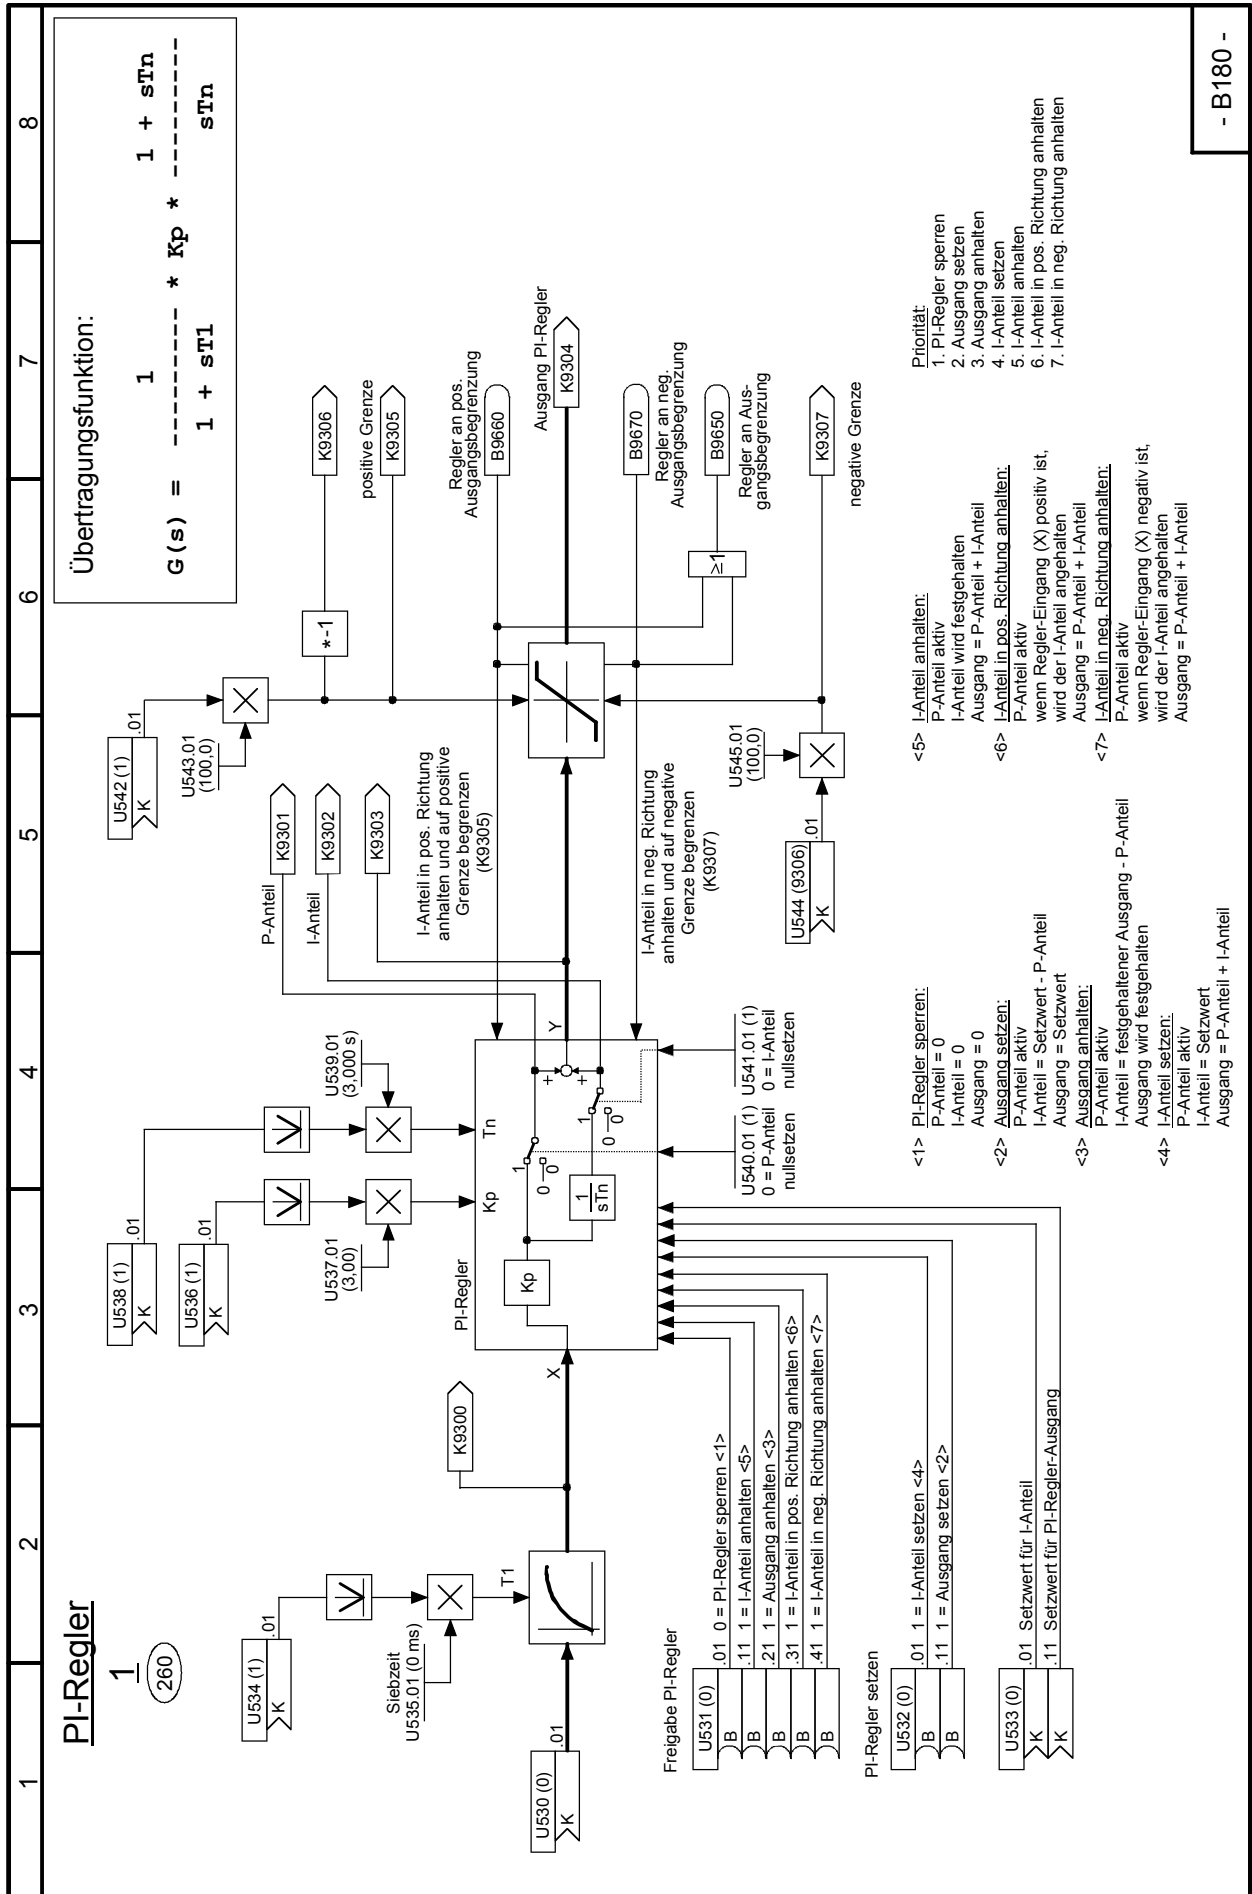 1
2
3
4
5
6
7
8
PI-Regler
1
260
Übertragungsfunktion:
1 1 + sTn
G(s) = -------- * Kp * ---------
1 + sT1 sTn
U530 (0)
K
.01
U534 (1)
K
.01
Siebzeit
U535.01 (0 ms)
T1
K9300
X
U538 (1)
K
.01
U536 (1)
K
.01
U537.01
(3,00)
U539.01
(3,000 s)
PI-Regler
Kp
Tn
Kp
1
sTn
1
0
0
1
0
0
+
+
Y
P-Anteil
K9301
I-Anteil
K9302
K9303
U540.01 (1)
0 = P-Anteil
nullsetzen
U541.01 (1)
0 = I-Anteil
nullsetzen
I-Anteil in pos. Richtung
anhalten und auf positive
Grenze begrenzen
(K9305)
I-Anteil in neg. Richtung
anhalten und auf negative
Grenze begrenzen
(K9307)
U542 (1)
K
.01
U543.01
(100,0)
*-1
K9306
positive Grenze
K9305
Regler an pos.
Ausgangsbegrenzung
B9660
Ausgang PI-Regler
K9304
B9670
Regler an neg.
Ausgangsbegrenzung
≥1
B9650
Regler an Aus-
gangsbegrenzung
K9307
negative Grenze
U545.01
(100,0)
U544 (9306)
K
.01
Freigabe PI-Regler
U531 (0)
B .01 0 = PI-Regler sperren <1>
B .11 1 = I-Anteil anhalten <5>
B .21 1 = Ausgang anhalten <3>
B .31 1 = I-Anteil in pos. Richtung anhalten <6>
B .41 1 = I-Anteil in neg. Richtung anhalten <7>
PI-Regler setzen
U532 (0)
B .01 1 = I-Anteil setzen <4>
B .11 1 = Ausgang setzen <2>
U533 (0)
K .01 Setzwert für I-Anteil
K .11 Setzwert für PI-Regler-Ausgang
<1> PI-Regler sperren:
P-Anteil = 0
I-Anteil = 0
Ausgang = 0
<2> Ausgang setzen:
P-Anteil aktiv
I-Anteil = Setzwert - P-Anteil
Ausgang = Setzwert
<3> Ausgang anhalten:
P-Anteil aktiv
I-Anteil = festgehaltener Ausgang - P-Anteil
Ausgang wird festgehalten
<4> I-Anteil setzen:
P-Anteil aktiv
I-Anteil = Setzwert
Ausgang = P-Anteil + I-Anteil
<5> I-Anteil anhalten:
P-Anteil aktiv
I-Anteil wird festgehalten
Ausgang = P-Anteil + I-Anteil
<6> I-Anteil in pos. Richtung anhalten:
P-Anteil aktiv
wenn Regler-Eingang (X) positiv ist,
wird der I-Anteil angehalten
Ausgang = P-Anteil + I-Anteil
<7> I-Anteil in neg. Richtung anhalten:
P-Anteil aktiv
wenn Regler-Eingang (X) negativ ist,
wird der I-Anteil angehalten
Ausgang = P-Anteil + I-Anteil
Priorität:
1. PI-Regler sperren
2. Ausgang setzen
3. Ausgang anhalten
4. I-Anteil setzen
5. I-Anteil anhalten
6. I-Anteil in pos. Richtung anhalten
7. I-Anteil in neg. Richtung anhalten
- B180 -